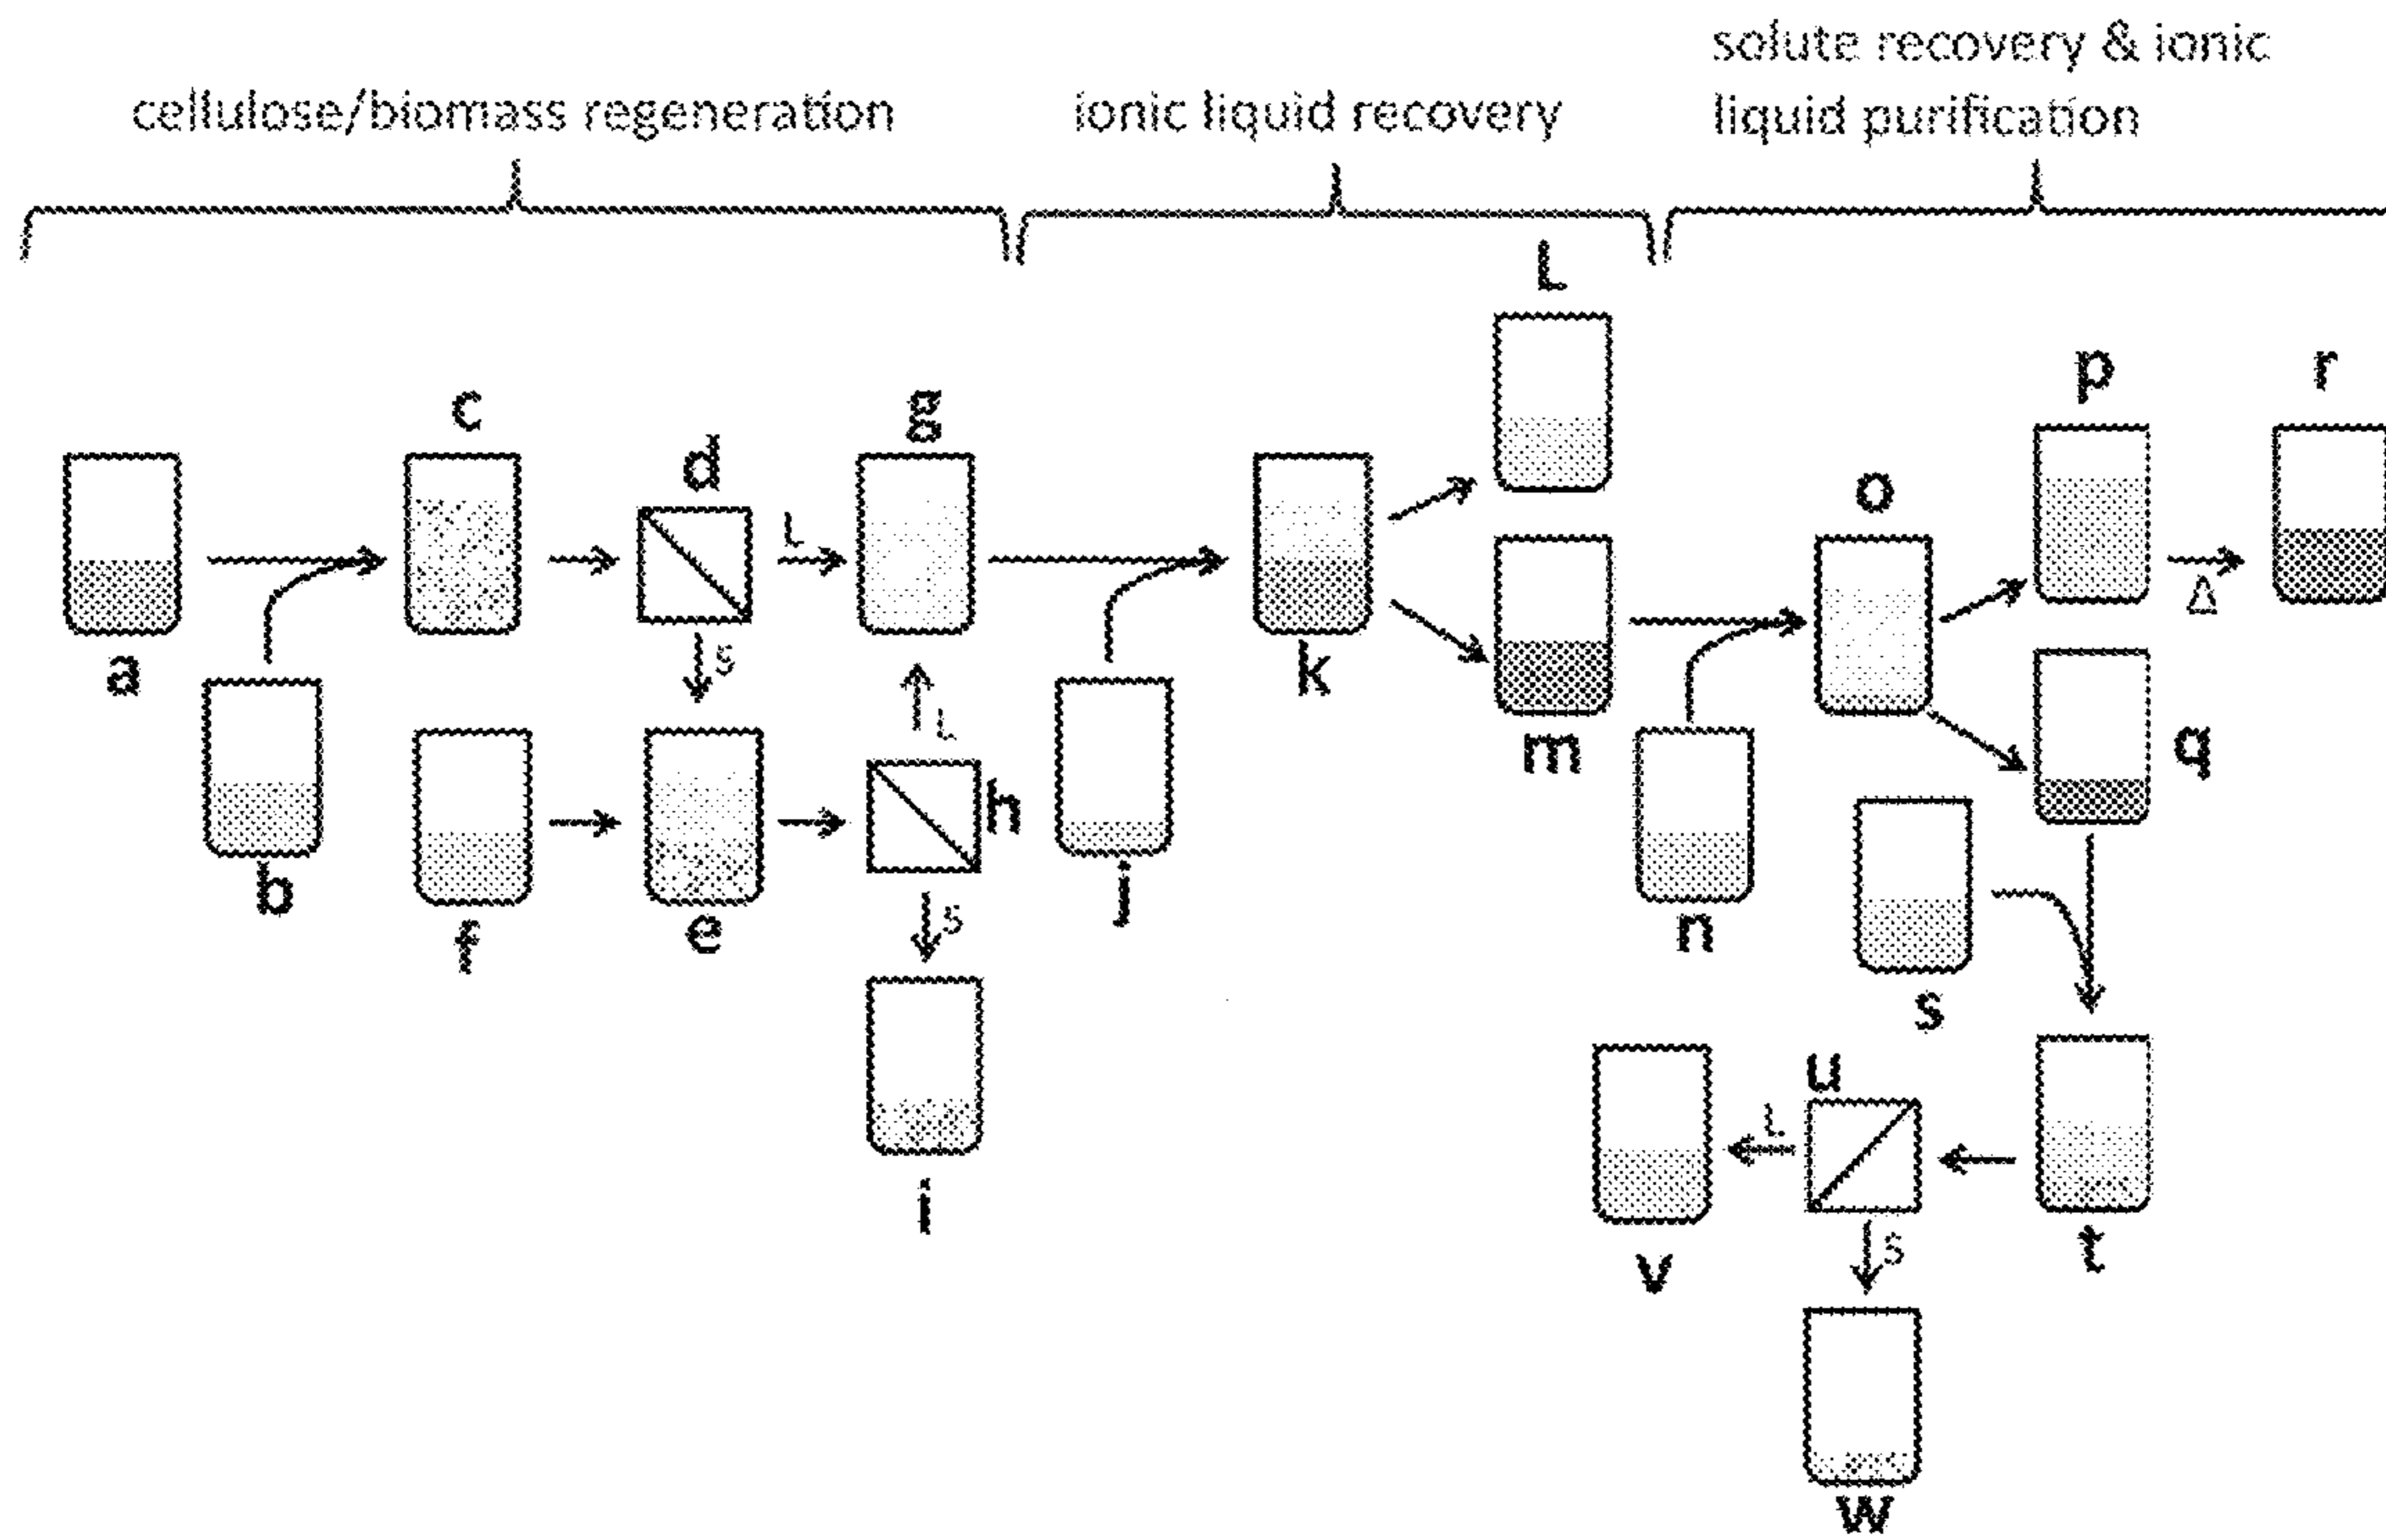 solute recovery & ionic
liquid purification
cellulose/biomass regeneration
ionic liquid recovery
L
c
g
p
r
d
o
L
a
S
k
m
q
h
L
b
f
e
j
n
S
s
i
u
L
v
S
t
w
Δ